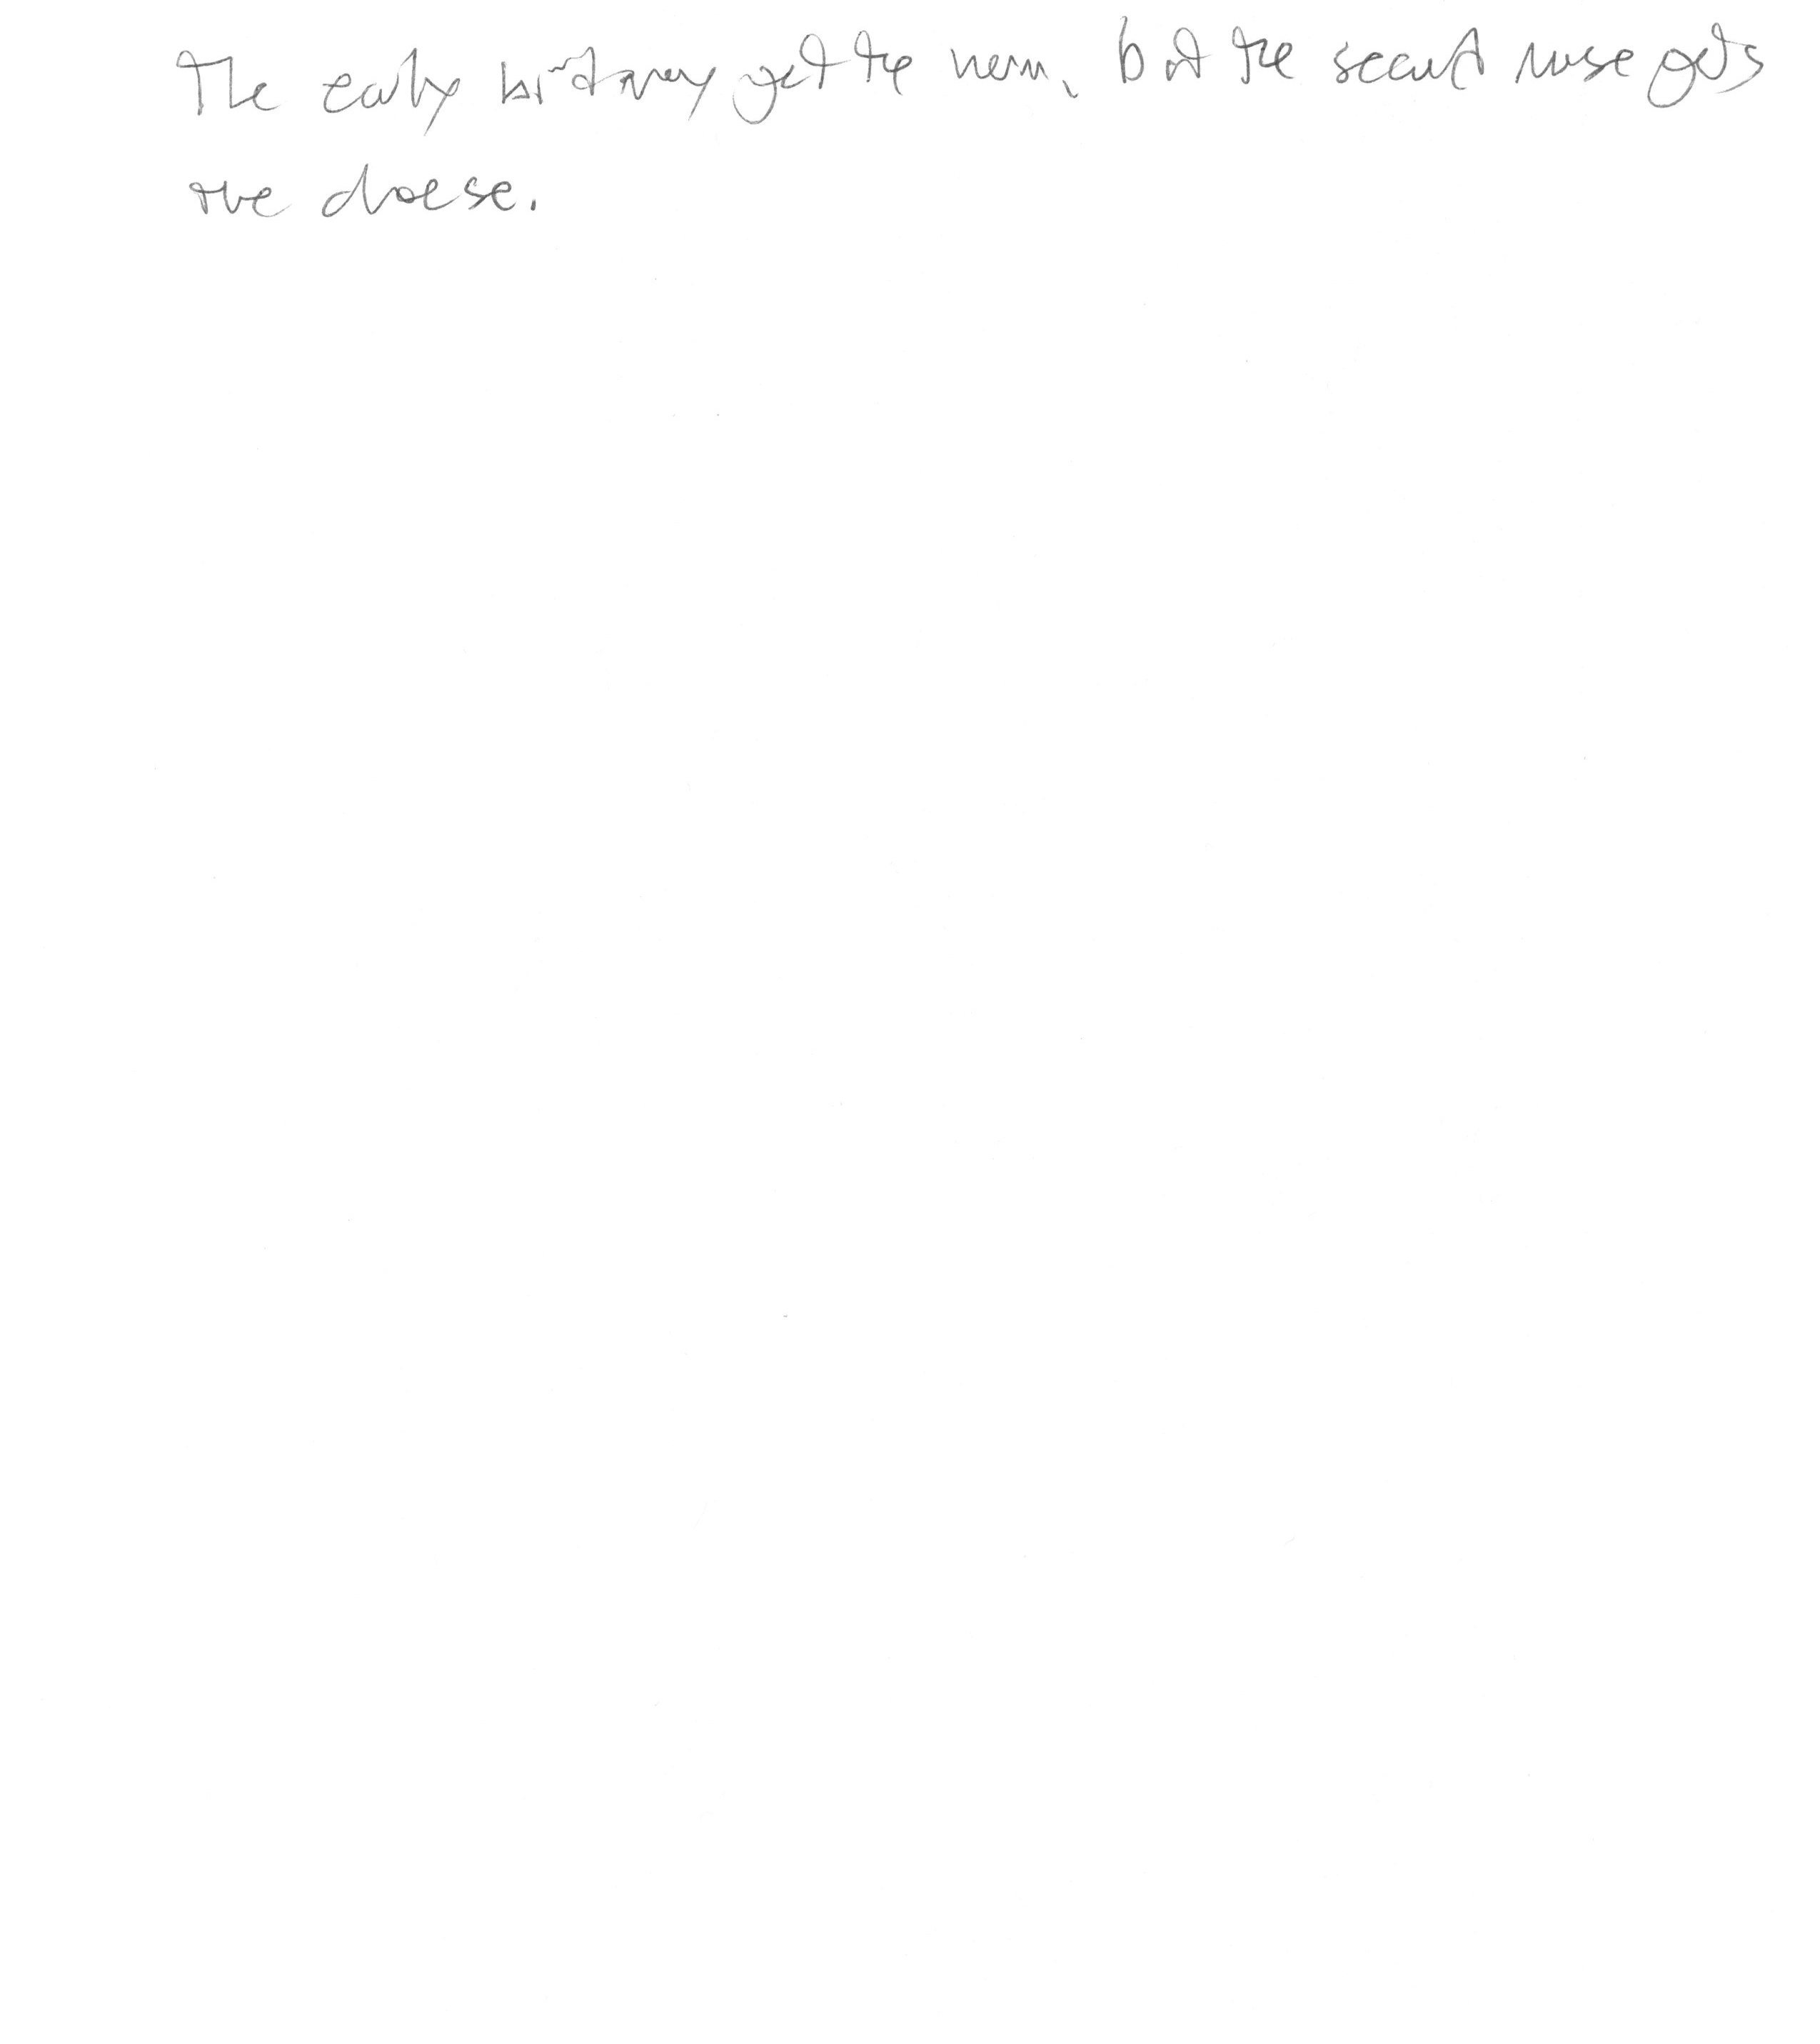 The early bird may get the worm, but the second mouse gets
the cheese.